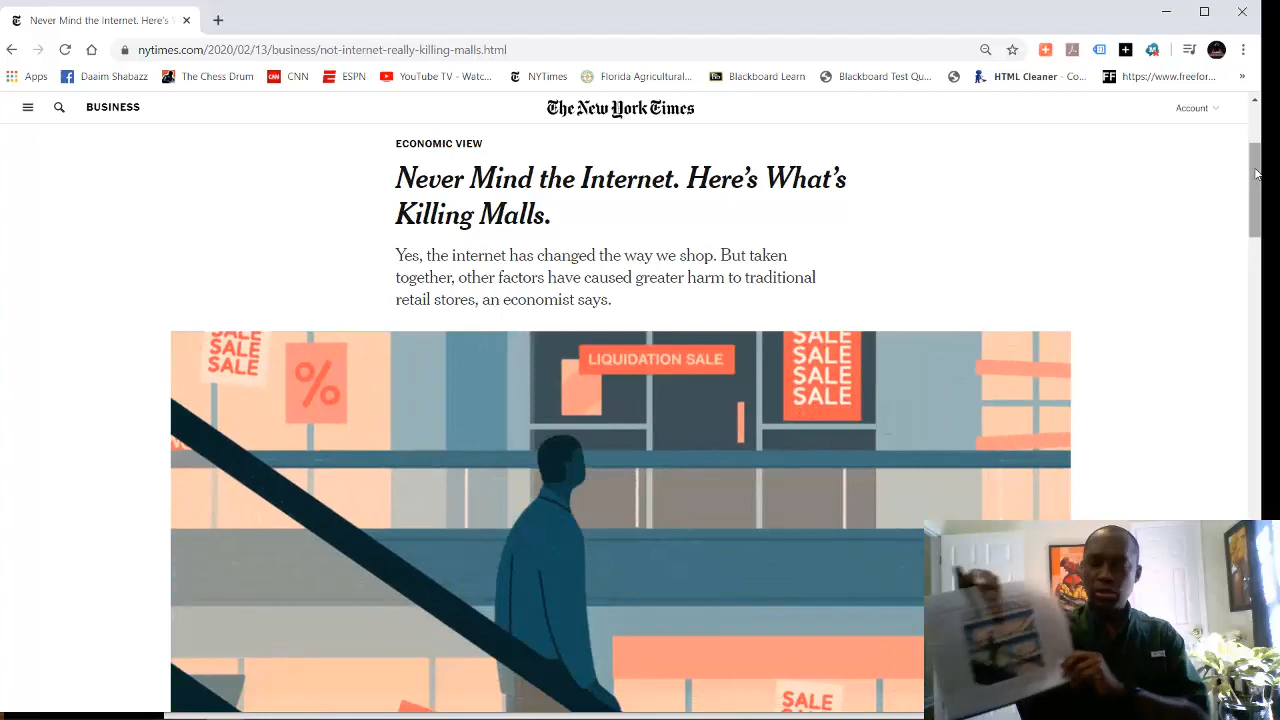 Never Mind the Internet. Here's
nytimes.com/2020/02/13/business/not-internet-really-killing-malls.html
Apps Daaim Shabazz The Chess Drum CNN ESPN YouTube TV - Watc... NYTimes Florida Agricultural... Blackboard Learn Blackboard Test Qu... HTML Cleaner - Co... https://www.freefor... »
BUSINESS The New York Times Account
ECONOMIC VIEW
Never Mind the Internet. Here's What's
Killing Malls.
Yes, the internet has changed the way we shop. But taken
together, other factors have caused greater harm to traditional
retail stores, an economist says.
SALE
SALE
SALE
%
LIQUIDATION SALE
SALE
SALE
SALE
SALE
SALE